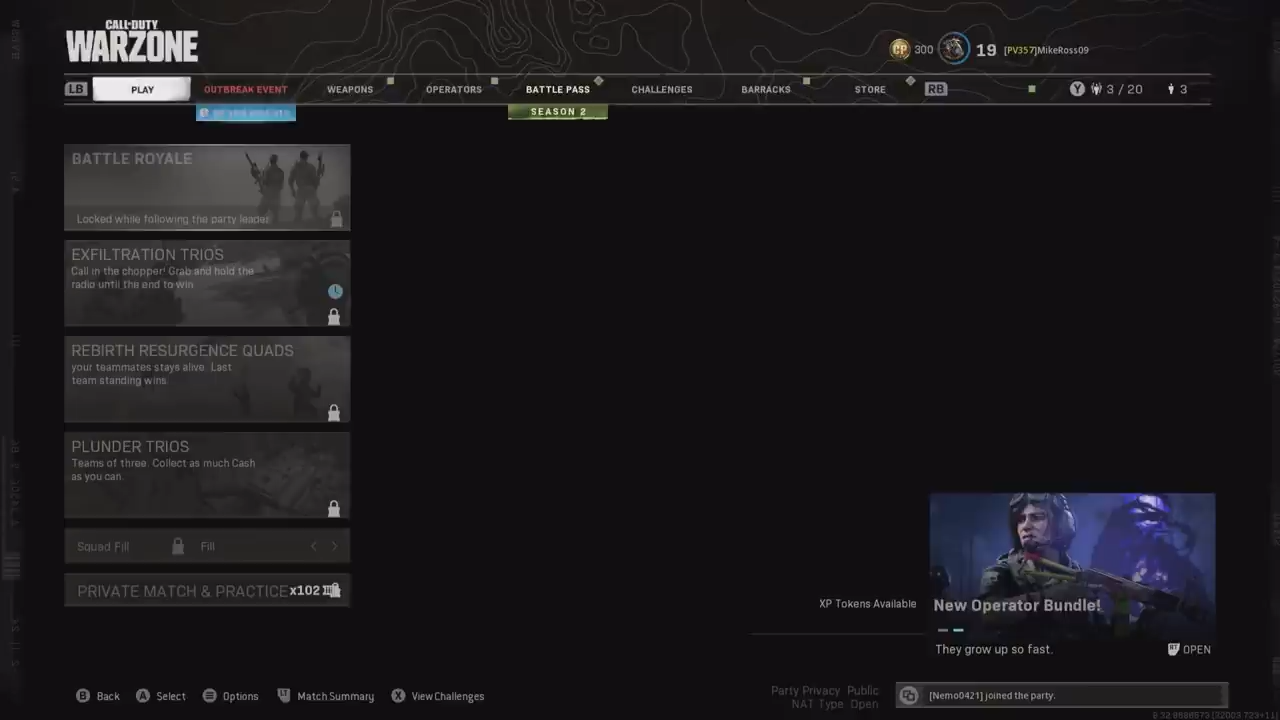 CALL OF DUTY
WARZONE
CP 300 19 [PV357]MikeRoss09
LB PLAY OUTBREAK EVENT WEAPONS OPERATORS BATTLE PASS CHALLENGES BARRACKS STORE RB Y 3 / 20 3
SEASON 2
BATTLE ROYALE
Locked while following the party leader
EXFILTRATION TRIOS
Call in the chopper! Grab and hold the
radio until the end to win
REBIRTH RESURGENCE QUADS
your teammates stays alive. Last
team standing wins.
PLUNDER TRIOS
Teams of three. Collect as much Cash
as you can.
Squad Fill Fill
PRIVATE MATCH & PRACTICE x102
XP Tokens Available
New Operator Bundle!
They grow up so fast.
RT OPEN
B Back A Select Options LT Match Summary X View Challenges
Party Privacy Public
NAT Type Open
[Nemo0421] joined the party.